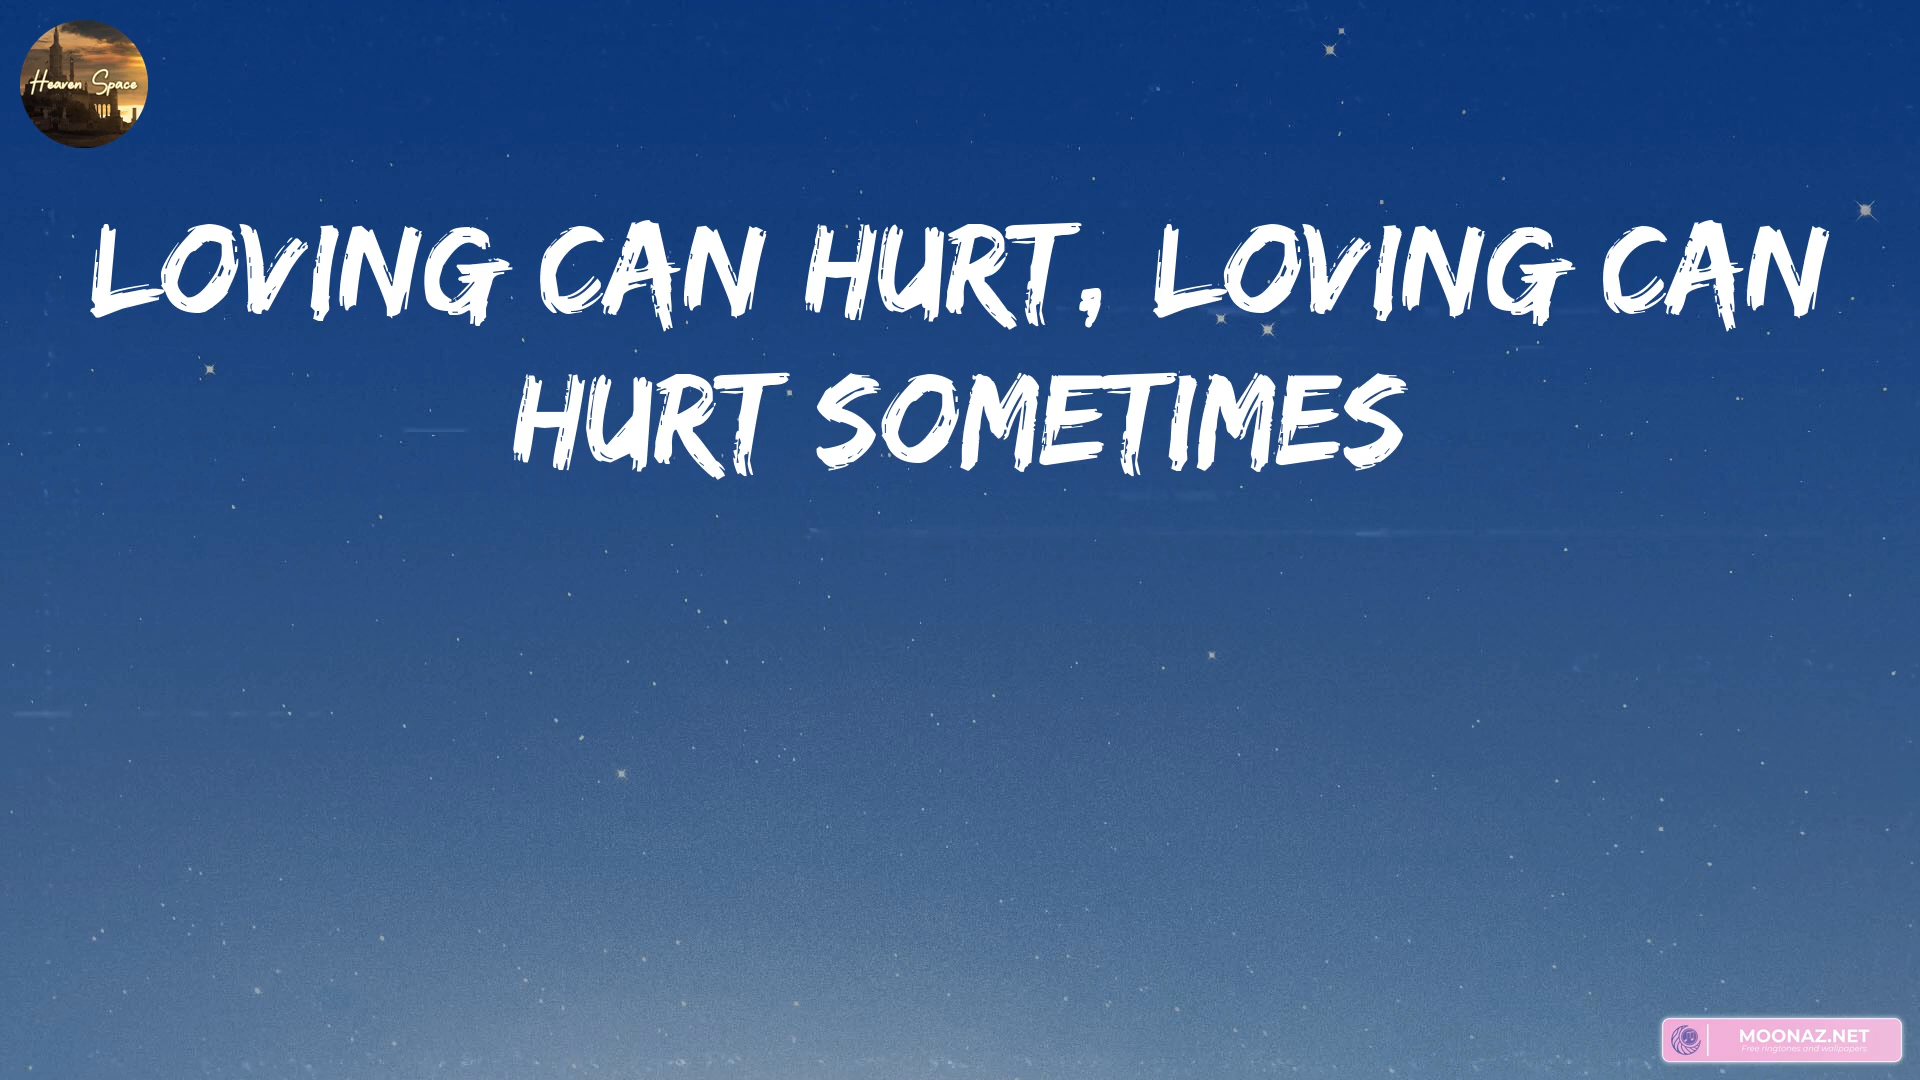 Heaven Space
LOVING CAN HURT, LOVING CAN
HURT SOMETIMES
MOONAZ.NET
Free ringtones and wallpapers